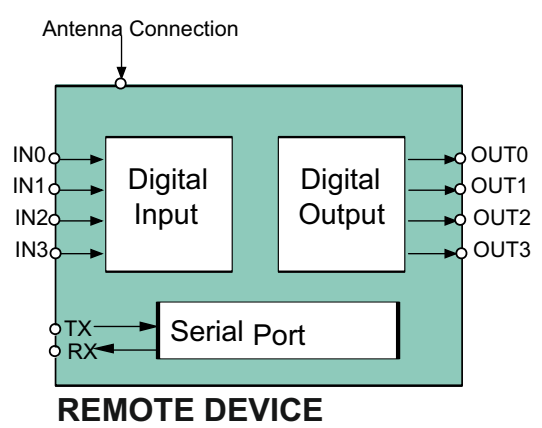 Antenna Connection
IN0
IN1
IN2
IN3
Digital
Input
Digital
Output
OUT0
OUT1
OUT2
OUT3
TX
RX
Serial Port
REMOTE DEVICE